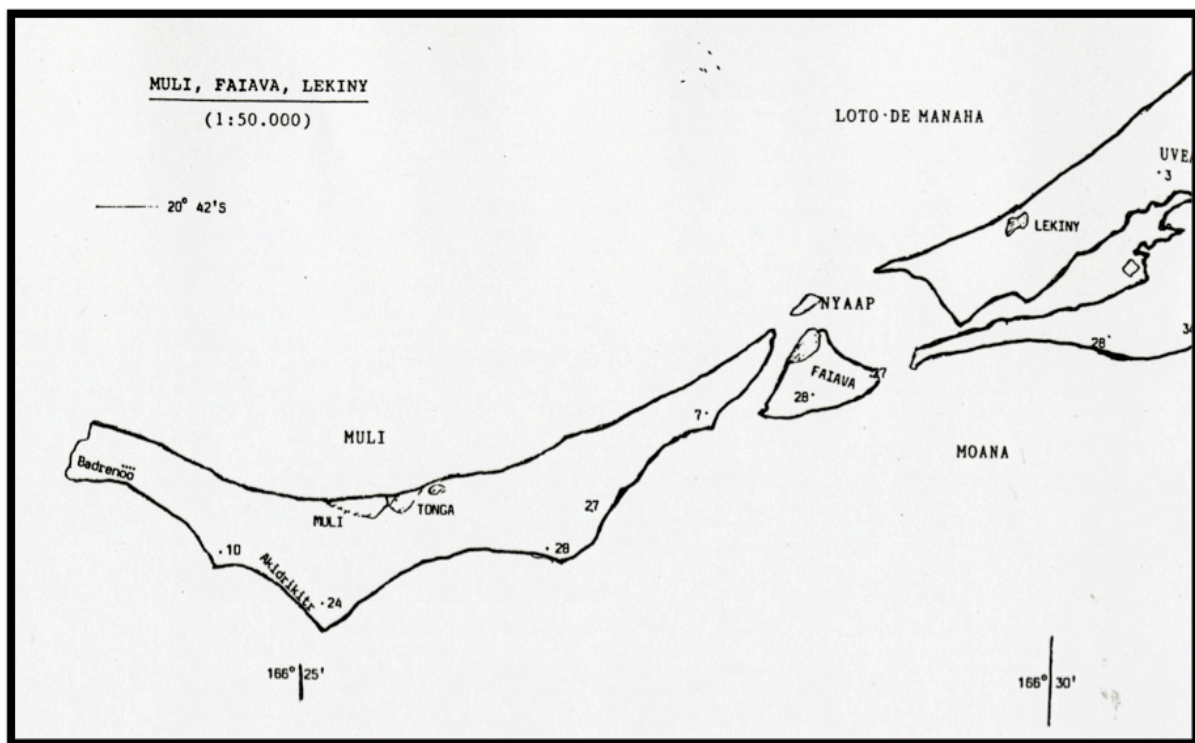 MULI, FAIAVA, LEKINY
(1:50.000)
LOTO·DE MANAHA
UVEA
·3
20° 42'S
LEKINY
NYAAP
28·
FAIAVA
27
28·
7·
MULI
MOANA
Badrenoo
MULI
TONGA
27
·10
·28
Akidrikitr
·24
166° 25'
166° 30'